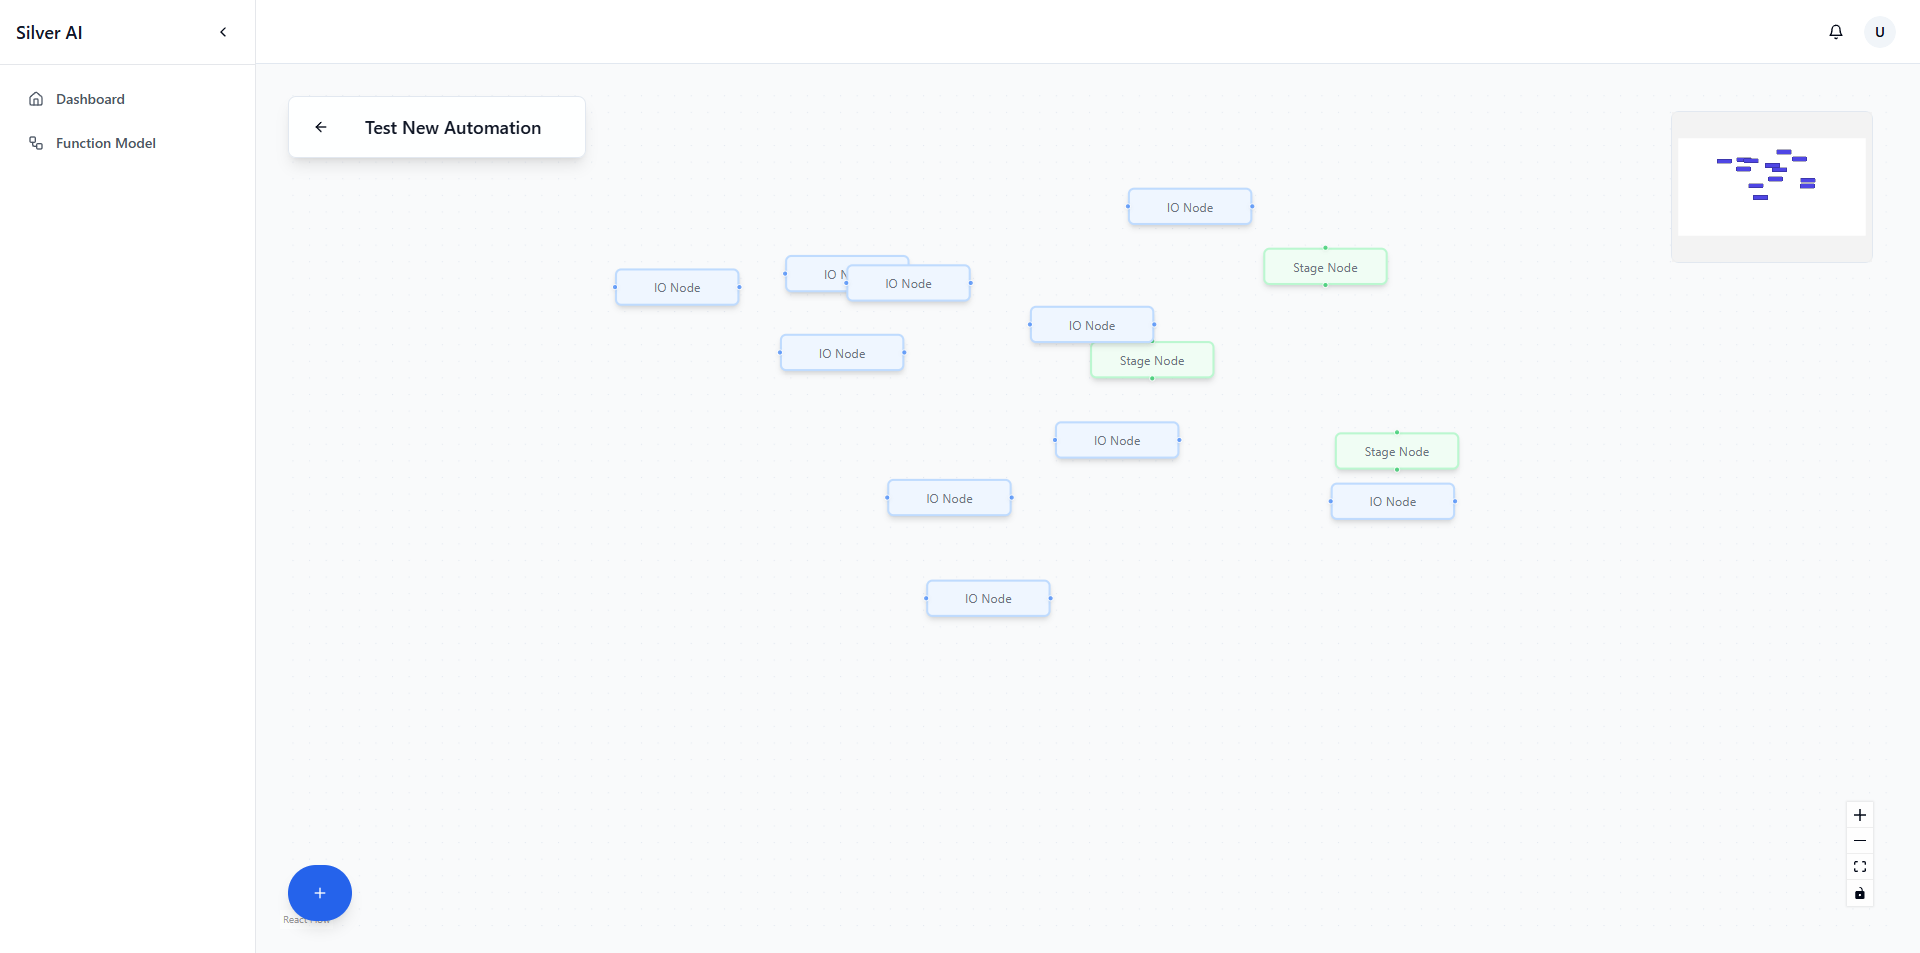 Silver AI
U
Dashboard
Function Model
Test New Automation
IO Node
Stage Node
IO Node
IO N
IO Node
IO Node
IO Node
Stage Node
IO Node
Stage Node
IO Node
IO Node
IO Node
React Flow